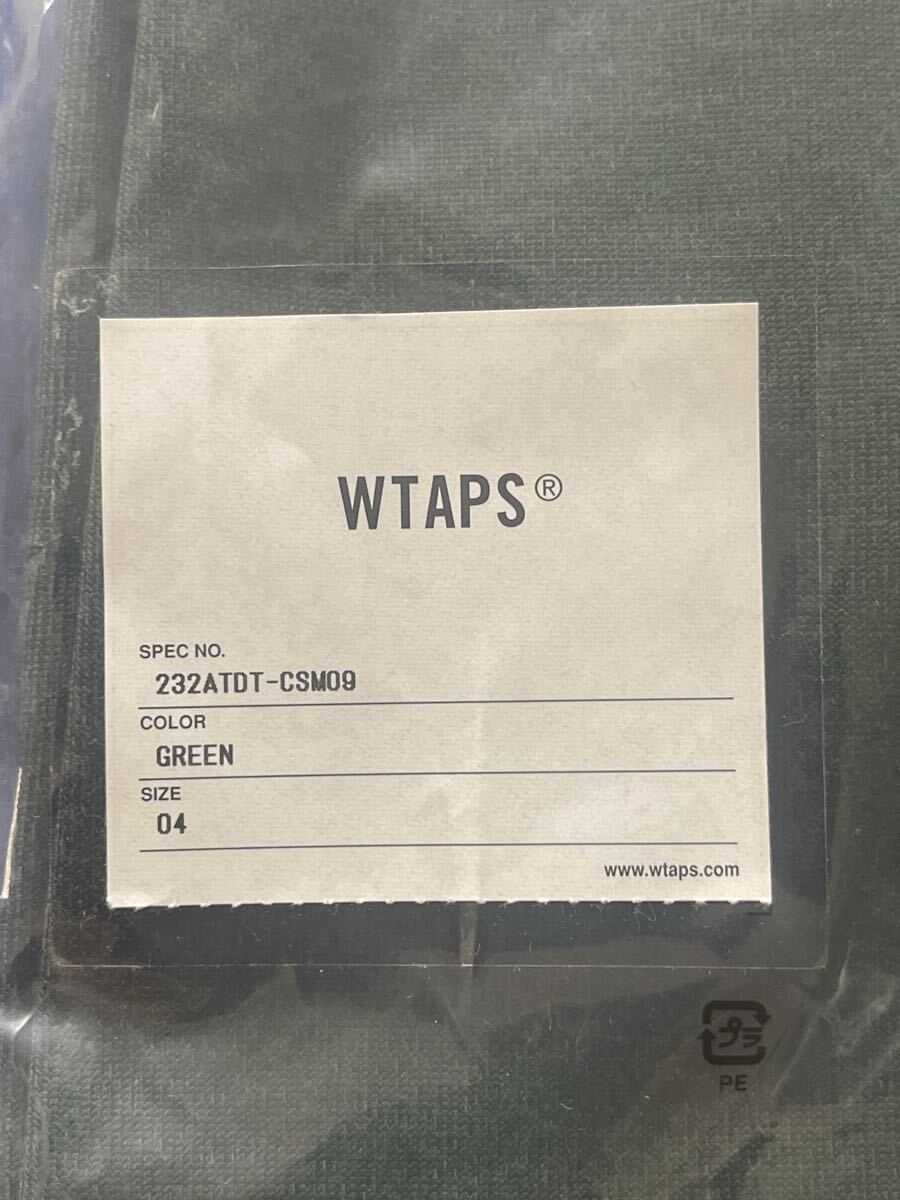 WTAPS®
SPEC NO.
232ATDT-CSM09
COLOR
GREEN
SIZE
04
www.wtaps.com
プラ
PE